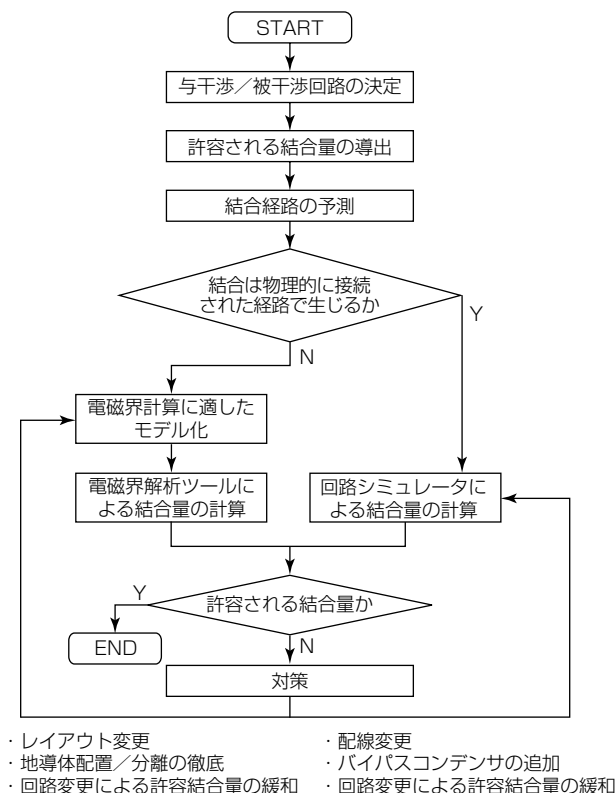 START
与干渉／被干渉回路の決定
許容される結合量の導出
結合経路の予測
結合は物理的に接続
された経路で生じるか
Y
N
電磁界計算に適した
モデル化
電磁界解析ツールに
よる結合量の計算
回路シミュレータに
よる結合量の計算
Y
許容される結合量か
END
N
対策
・レイアウト変更
・地導体配置／分離の徹底
・回路変更による許容結合量の緩和
・配線変更
・バイパスコンデンサの追加
・回路変更による許容結合量の緩和